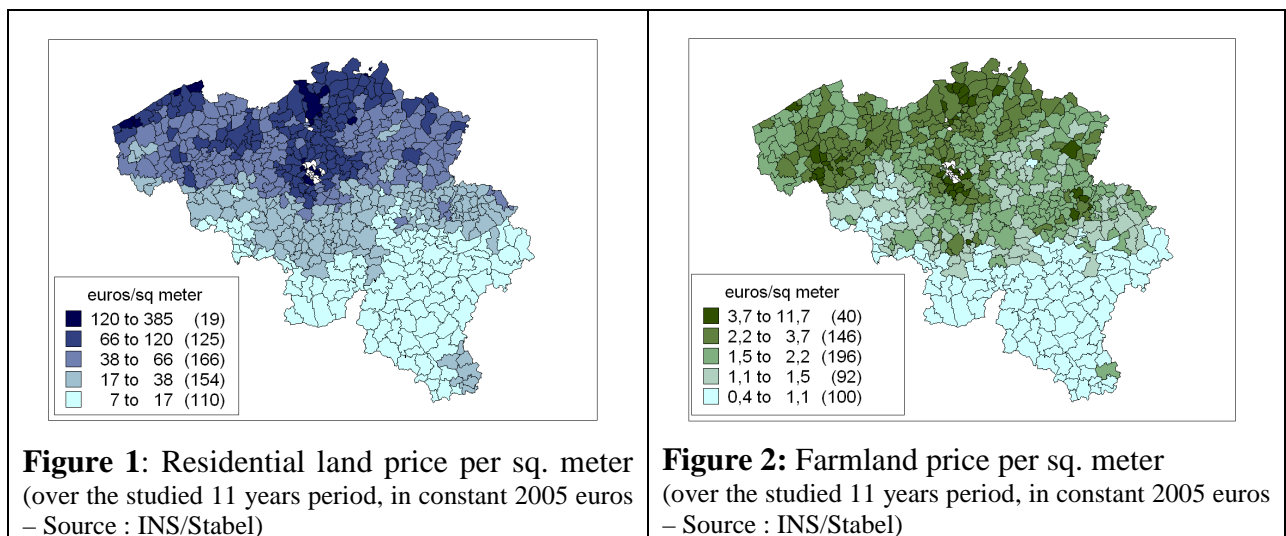 euros/sq meter
120 to 385 (19)
66 to 120 (125)
38 to 66 (166)
17 to 38 (154)
7 to 17 (110)
Figure 1: Residential land price per sq. meter
(over the studied 11 years period, in constant 2005 euros
– Source : INS/Stabel)
euros/sq meter
3,7 to 11,7 (40)
2,2 to 3,7 (146)
1,5 to 2,2 (196)
1,1 to 1,5 (92)
0,4 to 1,1 (100)
Figure 2: Farmland price per sq. meter
(over the studied 11 years period, in constant 2005 euros
– Source : INS/Stabel)